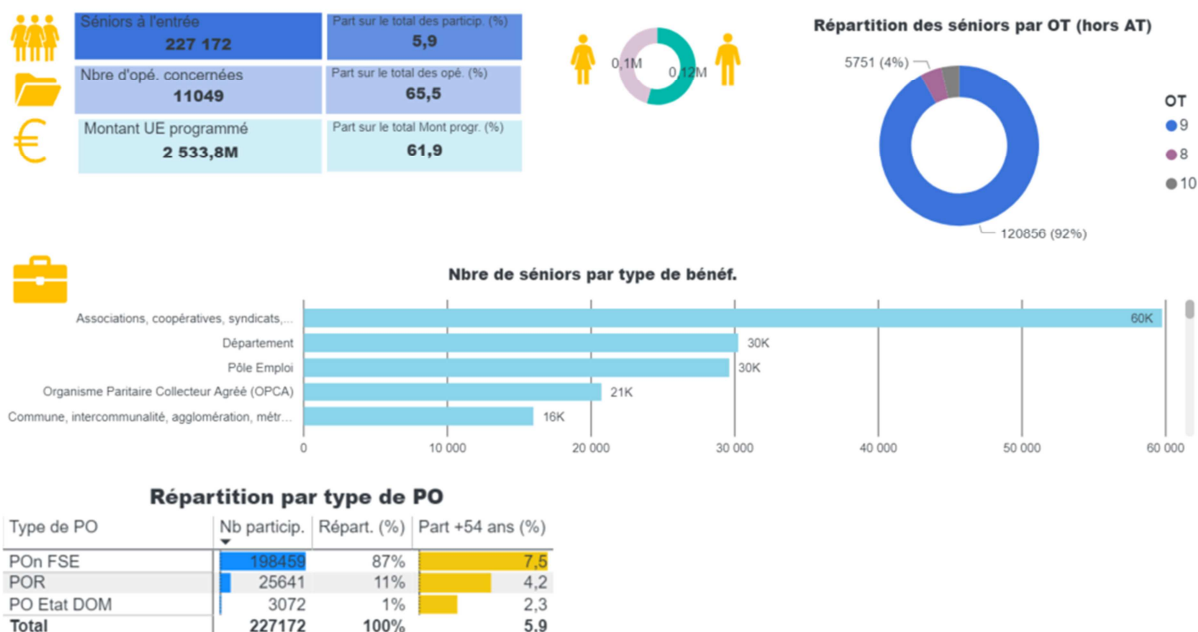 Séniors à l'entrée
227 172
Part sur le total des particip. (%)
5,9
Nbre d'opé. concernées
11049
Part sur le total des opé. (%)
65,5
Montant UE programmé
2 533,8M
Part sur le total Mont progr. (%)
61,9
0,1M
0,12M
Répartition des séniors par OT (hors AT)
5751 (4%)
120856 (92%)
OT
9
8
10
Nbre de séniors par type de bénéf.
Associations, coopératives, syndicats,...
60K
Département
30K
Pôle Emploi
30K
Organisme Paritaire Collecteur Agréé (OPCA)
21K
Commune, intercommunalité, agglomération, métr...
16K
0 10 000 20 000 30 000 40 000 50 000 60 000
Répartition par type de PO
Type de PO Nb particip. Répart. (%) Part +54 ans (%)
POn FSE 198459 87% 7,5
POR 25641 11% 4,2
PO Etat DOM 3072 1% 2,3
Total 227172 100% 5,9